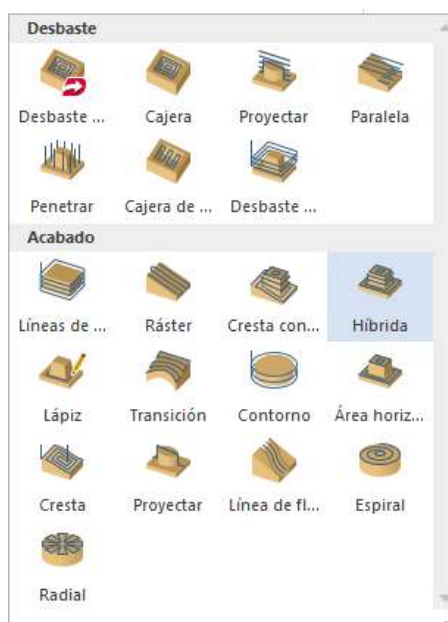 Desbaste
Desbaste ... Cajera Proyectar Paralela
Penetrar Cajera de ... Desbaste ...
Acabado
Líneas de ... Ráster Cresta con... Híbrida
Lápiz Transición Contorno Área horiz...
Cresta Proyectar Línea de fl... Espiral
Radial